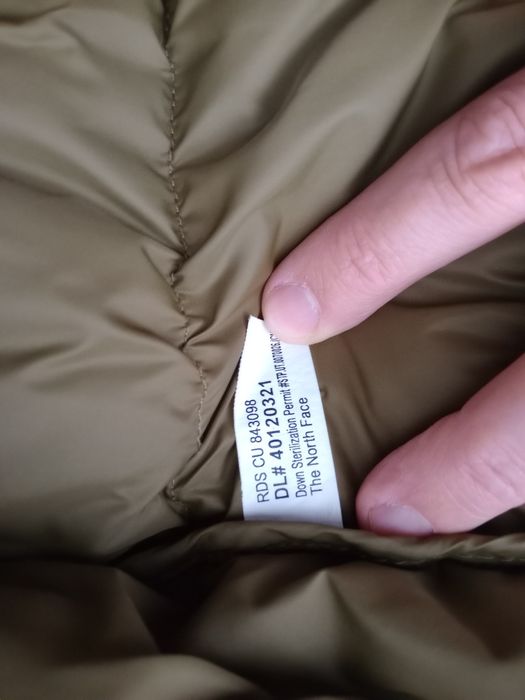 RDS CU 843098
DL# 40120321
Down Sterilization Permit
The North Face